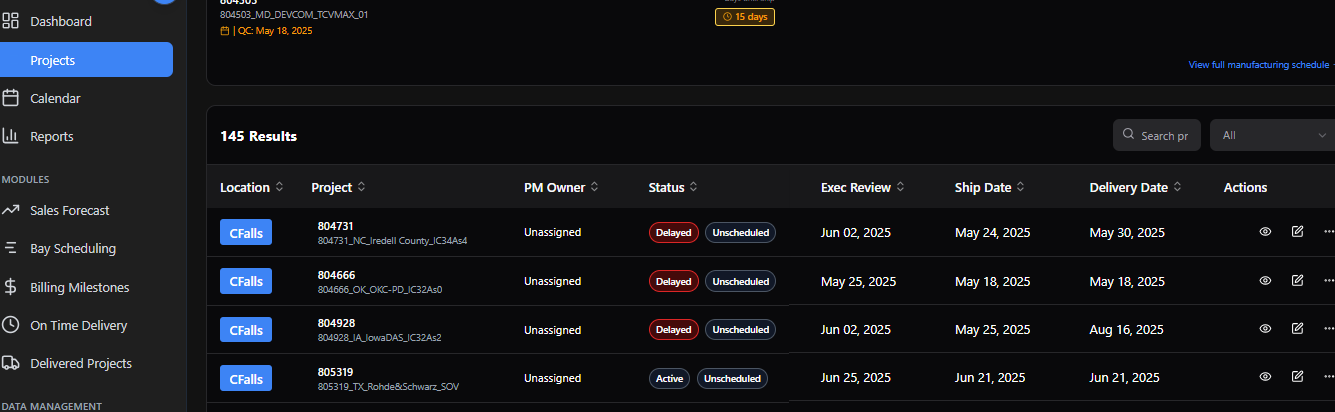 804503
804503_MD_DEVCOM_TCVMAX_01
| QC: May 18, 2025
15 days
View full manufacturing schedule
Dashboard
Projects
Calendar
Reports
MODULES
Sales Forecast
Bay Scheduling
Billing Milestones
On Time Delivery
Delivered Projects
DATA MANAGEMENT
145 Results
Search pr
All
Location Project PM Owner Status Exec Review Ship Date Delivery Date Actions
CFalls 804731 Unassigned Delayed Unscheduled Jun 02, 2025 May 24, 2025 May 30, 2025
804731_NC_Iredell County_IC34As4
CFalls 804666 Unassigned Delayed Unscheduled May 25, 2025 May 18, 2025 May 18, 2025
804666_OK_OKC-PD_IC32As0
CFalls 804928 Unassigned Delayed Unscheduled Jun 02, 2025 May 25, 2025 Aug 16, 2025
804928_IA_IowaDAS_IC32As2
CFalls 805319 Unassigned Active Unscheduled Jun 25, 2025 Jun 21, 2025 Jun 21, 2025
805319_TX_Rohde&Schwarz_SOV